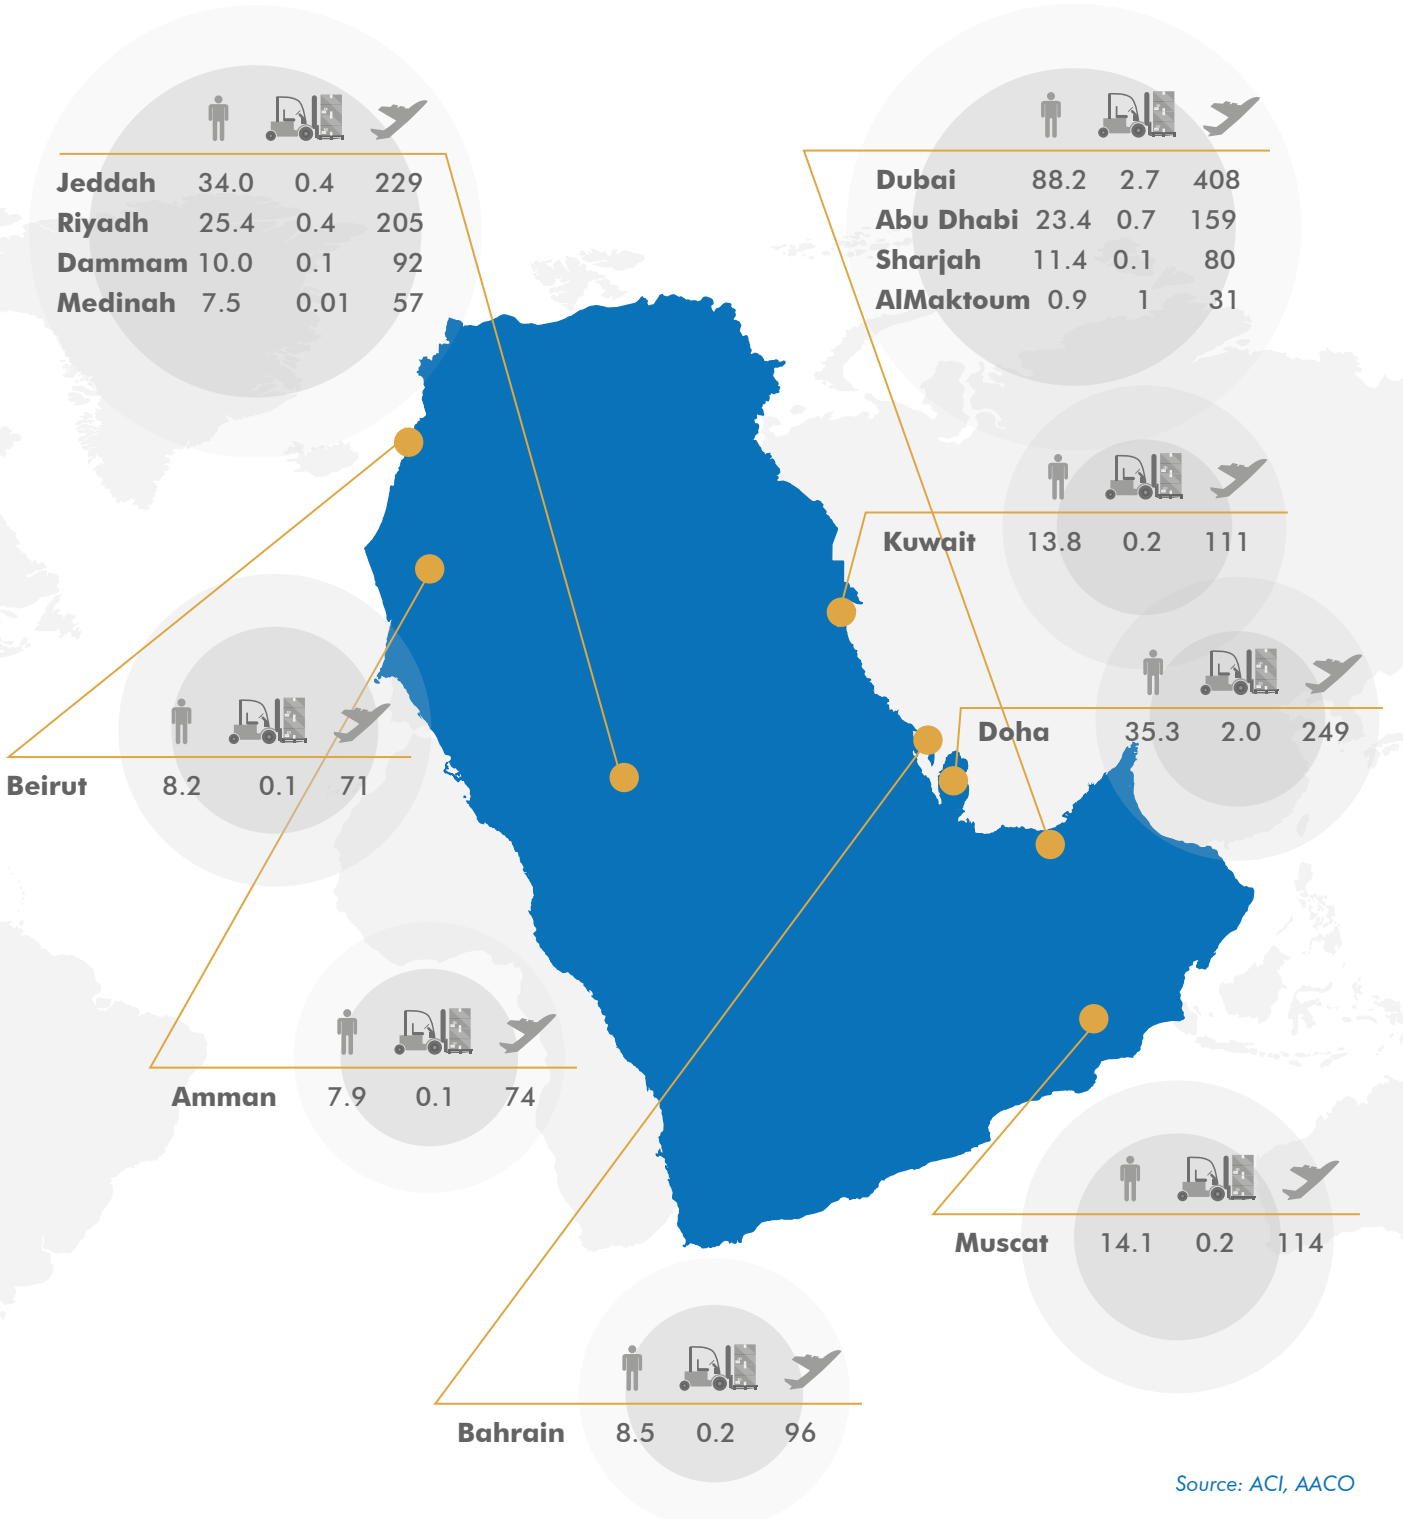 Jeddah 34.0 0.4 229
Riyadh 25.4 0.4 205
Dammam 10.0 0.1 92
Medinah 7.5 0.01 57
Dubai 88.2 2.7 408
Abu Dhabi 23.4 0.7 159
Sharjah 11.4 0.1 80
AlMaktoum 0.9 1 31
Kuwait 13.8 0.2 111
Doha 35.3 2.0 249
Beirut 8.2 0.1 71
Amman 7.9 0.1 74
Muscat 14.1 0.2 114
Bahrain 8.5 0.2 96
Source: ACI, AACO